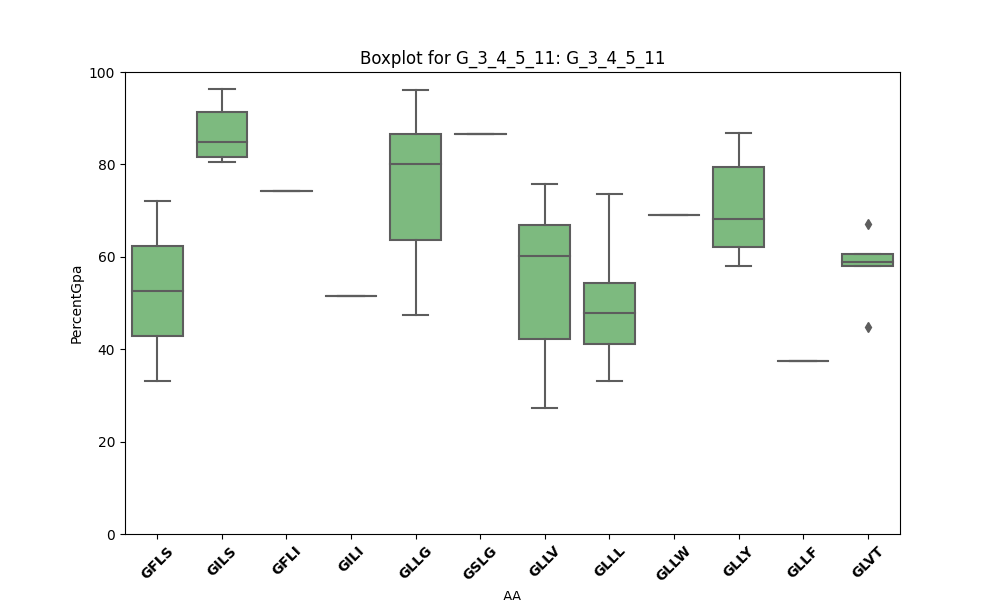 Boxplot for G_3_4_5_11: G_3_4_5_11
100
80
60
40
20
0
PercentGpa
GFLS
GILS
GFLI
GILI
GLLG
GSLG
GLLV
GLLL
GLLW
GLLY
GLLF
GLVT
AA